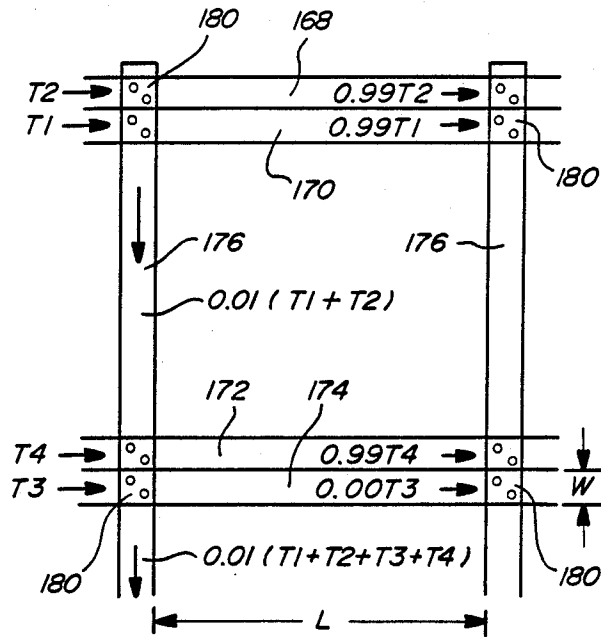 180 168
T2 0.99T2
T1 0.99T1
170 180
176 176
0.01 (T1 + T2)
172 174
T4 0.99T4
T3 0.00T3 W
180 0.01 (T1+T2+T3+T4) 180
L